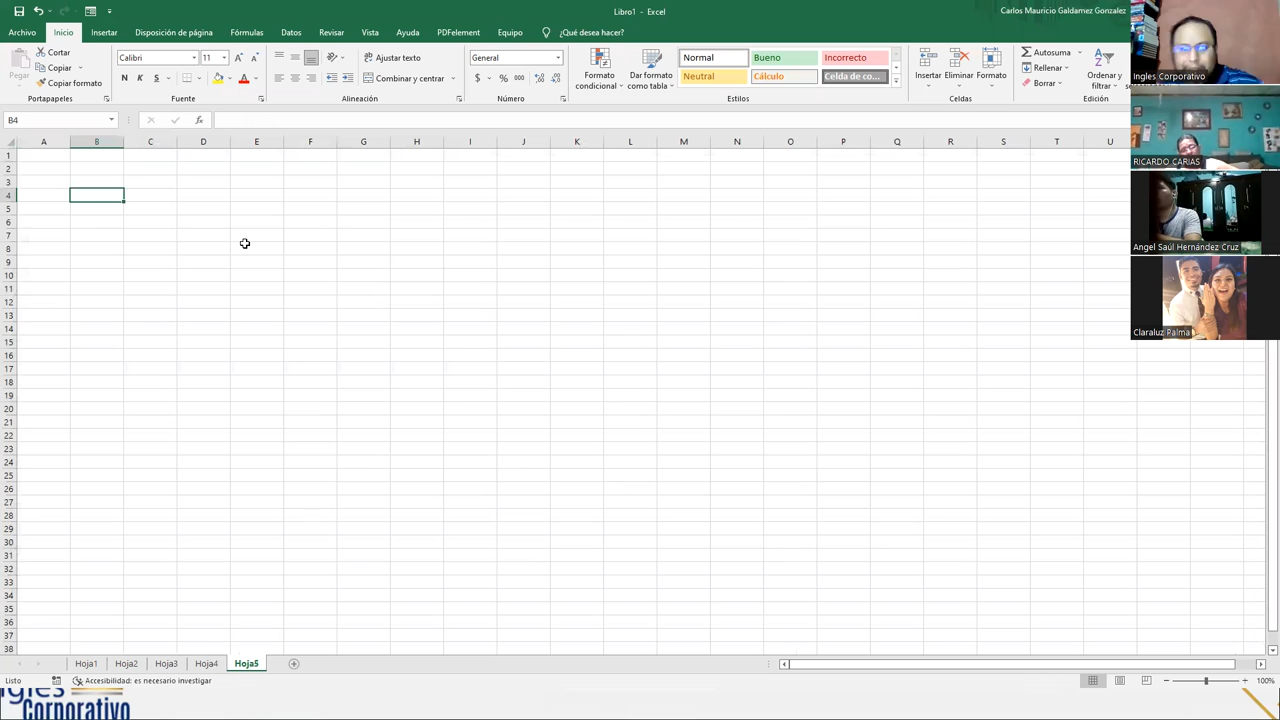 Libro1 - Excel
Carlos Mauricio Galdamez Gonzalez
Archivo Inicio Insertar Disposición de página Fórmulas Datos Revisar Vista Ayuda PDFelement Equipo ¿Qué desea hacer?
Pegar
Cortar
Copiar
Copiar formato
Portapapeles
Calibri 11
N K S
Fuente
Ajustar texto
Combinar y centrar
Alineación
General
$ % 000
Número
Formato condicional
Dar formato como tabla
Normal Bueno Incorrecto
Neutral Cálculo Celda de co...
Estilos
Insertar Eliminar Formato
Celdas
Autosuma
Rellenar
Borrar
Ordenar y filtrar
Edición
B4
fx
A B C D E F G H I J K L M N O P Q R S T U
1
2
3
4
5
6
7
8
9
10
11
12
13
14
15
16
17
18
19
20
21
22
23
24
25
26
27
28
29
30
31
32
33
34
35
36
37
38
Ingles Corporativo
RICARDO CARIAS
Angel Saúl Hernández Cruz
Claraluz Palma
Hoja1 Hoja2 Hoja3 Hoja4 Hoja5
Listo Accesibilidad: es necesario investigar 100%
Ingles
Corporativo